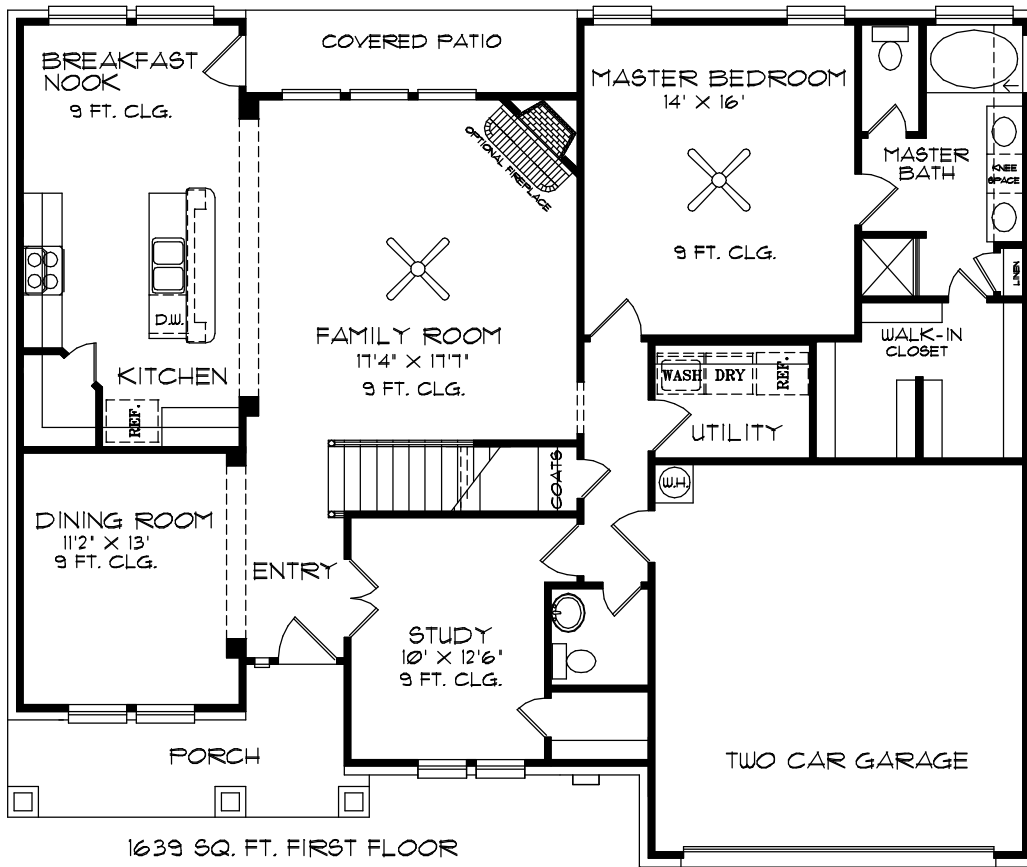 COVERED PATIO
BREAKFAST
NOOK
9 FT. CLG.
MASTER BEDROOM
14' X 16'
9 FT. CLG.
MASTER
BATH
KNEE
SPACE
LINEN
OPTIONAL FIREPLACE
D.W.
KITCHEN
REF.
FAMILY ROOM
17'4" X 17'7"
9 FT. CLG.
WALK-IN
CLOSET
WASH
DRY
REF.
UTILITY
COATS
W.H.
DINING ROOM
11'2" X 13'
9 FT. CLG.
ENTRY
STUDY
10' X 12'6"
9 FT. CLG.
PORCH
TWO CAR GARAGE
1639 SQ. FT. FIRST FLOOR